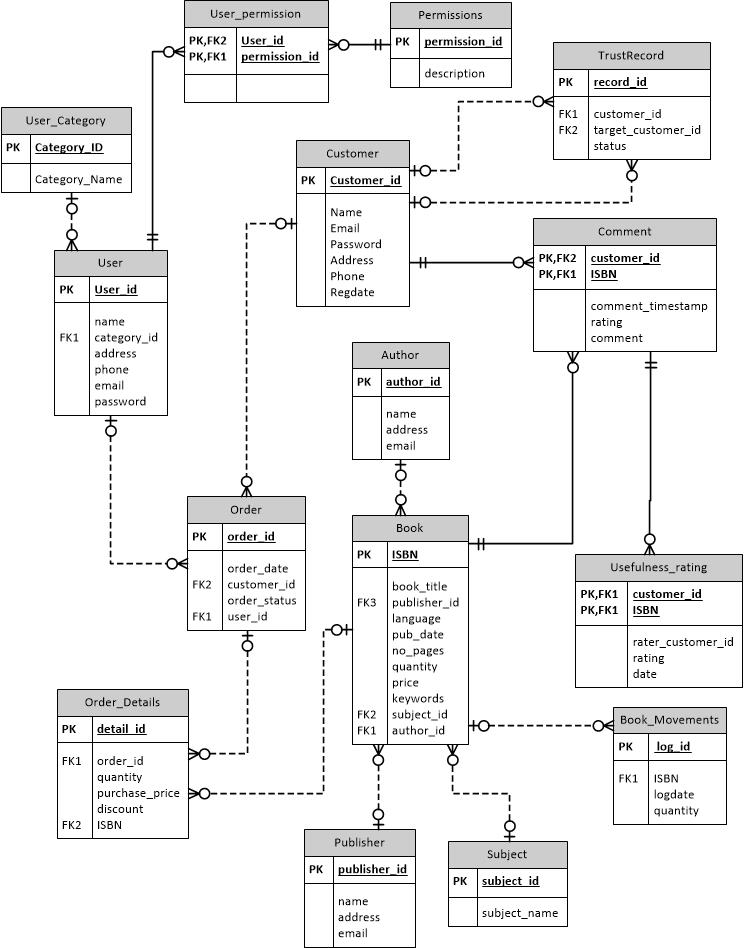 User_permission
PK,FK2 User_id
PK,FK1 permission_id
Permissions
PK permission_id
description
TrustRecord
PK record_id
FK1 customer_id
FK2 target_customer_id
status
User_Category
PK Category_ID
Category_Name
Customer
PK Customer_id
Name
Email
Password
Address
Phone
Regdate
Comment
PK,FK2 customer_id
PK,FK1 ISBN
comment_timestamp
rating
comment
User
PK User_id
name
FK1 category_id
address
phone
email
password
Author
PK author_id
name
address
email
Order
PK order_id
order_date
FK2 customer_id
order_status
FK1 user_id
Book
PK ISBN
book_title
FK3 publisher_id
language
pub_date
no_pages
quantity
price
keywords
FK2 subject_id
FK1 author_id
Usefulness_rating
PK,FK1 customer_id
PK,FK1 ISBN
rater_customer_id
rating
date
Order_Details
PK detail_id
FK1 order_id
quantity
purchase_price
discount
FK2 ISBN
Book_Movements
PK log_id
FK1 ISBN
logdate
quantity
Publisher
PK publisher_id
name
address
email
Subject
PK subject_id
subject_name